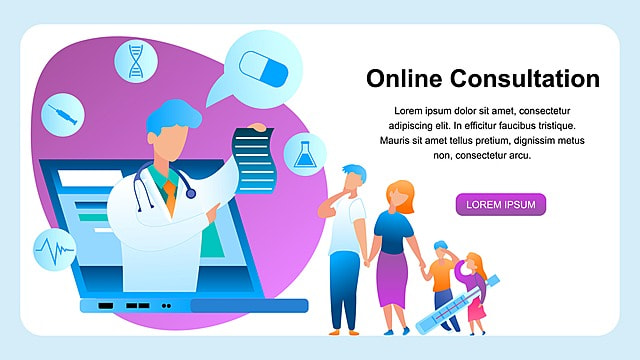 Online Consultation
Lorem ipsum dolor sit amet, consectetur
adipiscing elit. In efficitur faucibus tristique.
Mauris sit amet tellus pretium, dignissim metus
non, consectetur arcu.
LOREM IPSUM